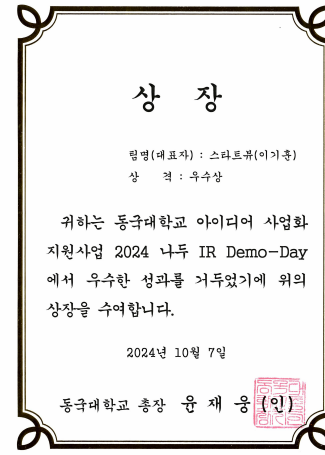 상 장
팀명(대표자) : 스타트뷰(이기훈)
상 격 : 우수상
귀하는 동국대학교 아이디어 사업화
지원사업 2024 나두 IR Demo-Day
에서 우수한 성과를 거두었기에 위의
상장을 수여합니다.
2024년 10월 7일
동국대학교 총장 윤 재 웅 (인)